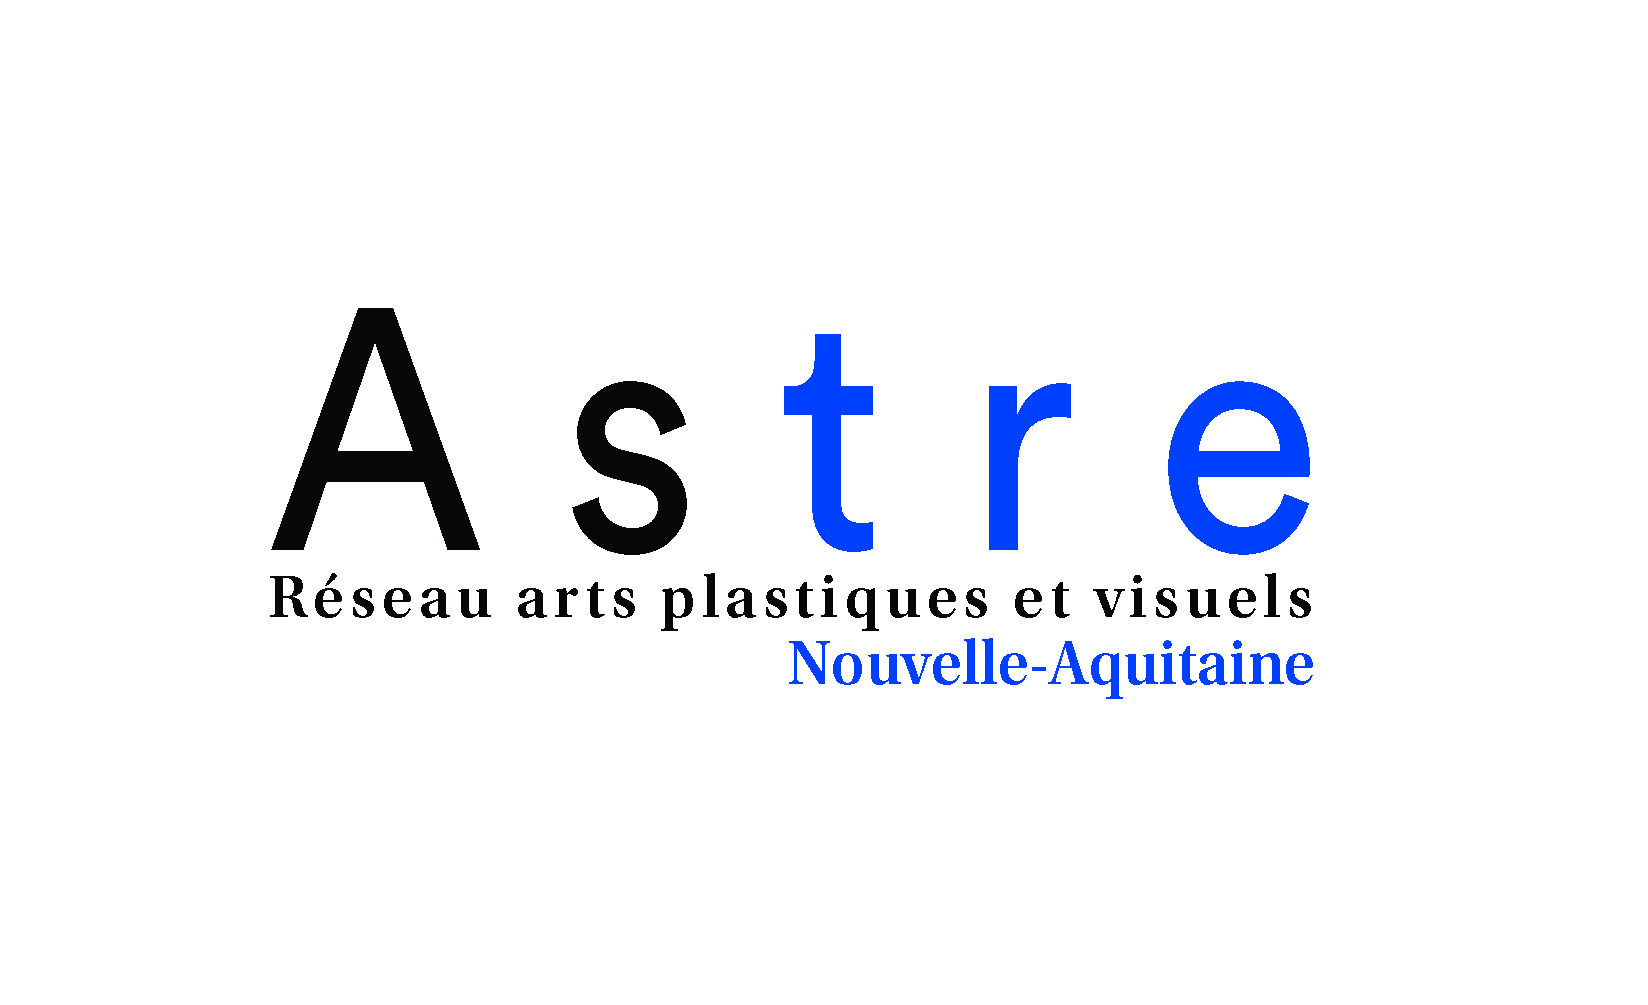 Astre
Réseau arts plastiques et visuels
Nouvelle-Aquitaine